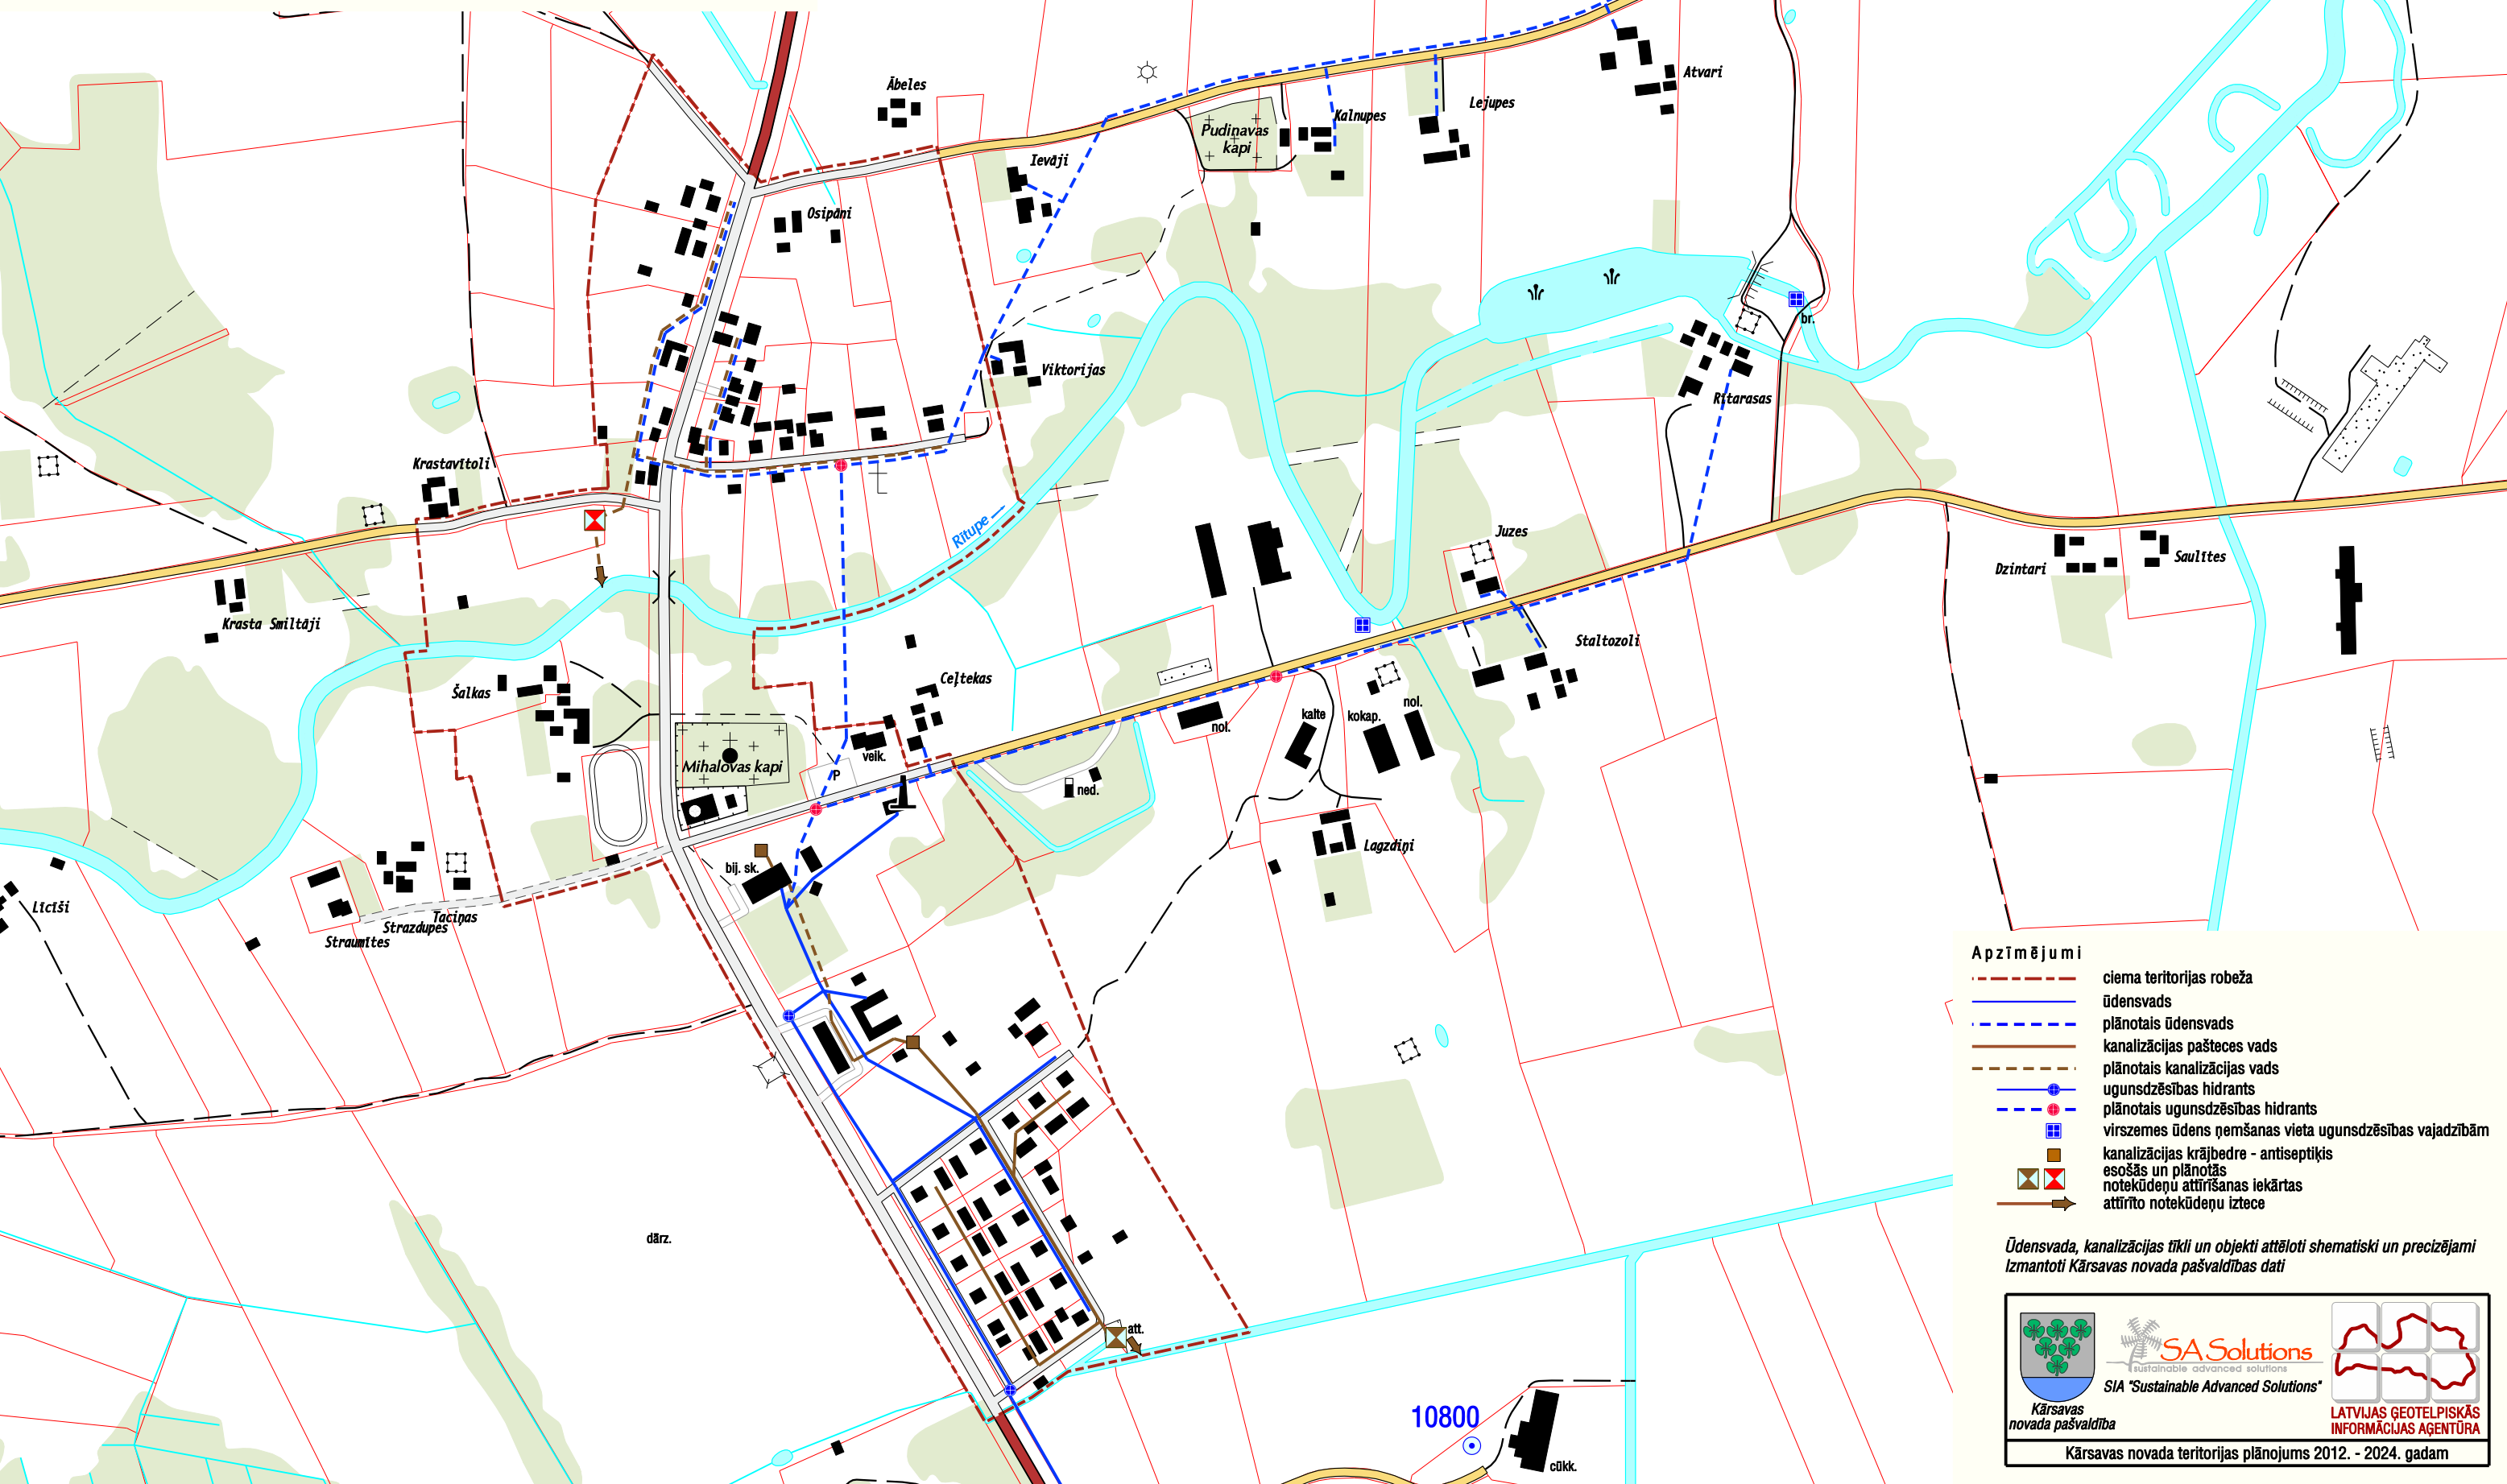 Ābeles
Atvari
Lejupes
Kalnupes
Pudinavas
kapi
Ievāji
Osipāni
br.
Viktorijas
Ritarasas
Krastavītoli
Rītupe
Juzes
Dzintari
Saulītes
Krasta Smiltāji
Staltozoli
Šalkas
Ceļtekas
nol.
kalte
kokap.
nol.
veik.
Mihalovas kapi
P
ned.
bij. sk.
Lagzdiņi
Līcīši
Taciņas
Strazdupes
Straumītes
dārz.
att.
10800
cūkk.
Apzīmējumi
ciema teritorijas robeža
ūdensvads
plānotais ūdensvads
kanalizācijas pašteces vads
plānotais kanalizācijas vads
ugunsdzēsības hidrants
plānotais ugunsdzēsības hidrants
virszemes ūdens ņemšanas vieta ugunsdzēsības vajadzībām
kanalizācijas krājbedre - antiseptiķis
esošās un plānotās
notekūdeņu attīrīšanas iekārtas
attīrīto notekūdeņu iztece
Ūdensvada, kanalizācijas tīkli un objekti attēloti shematiski un precizējami
Izmantoti Kārsavas novada pašvaldības dati
SA Solutions
sustainable advanced solutions
SIA "Sustainable Advanced Solutions"
Kārsavas
novada pašvaldība
LATVIJAS ĢEOTELPISKĀS
INFORMĀCIJAS AĢENTŪRA
Kārsavas novada teritorijas plānojums 2012. - 2024. gadam